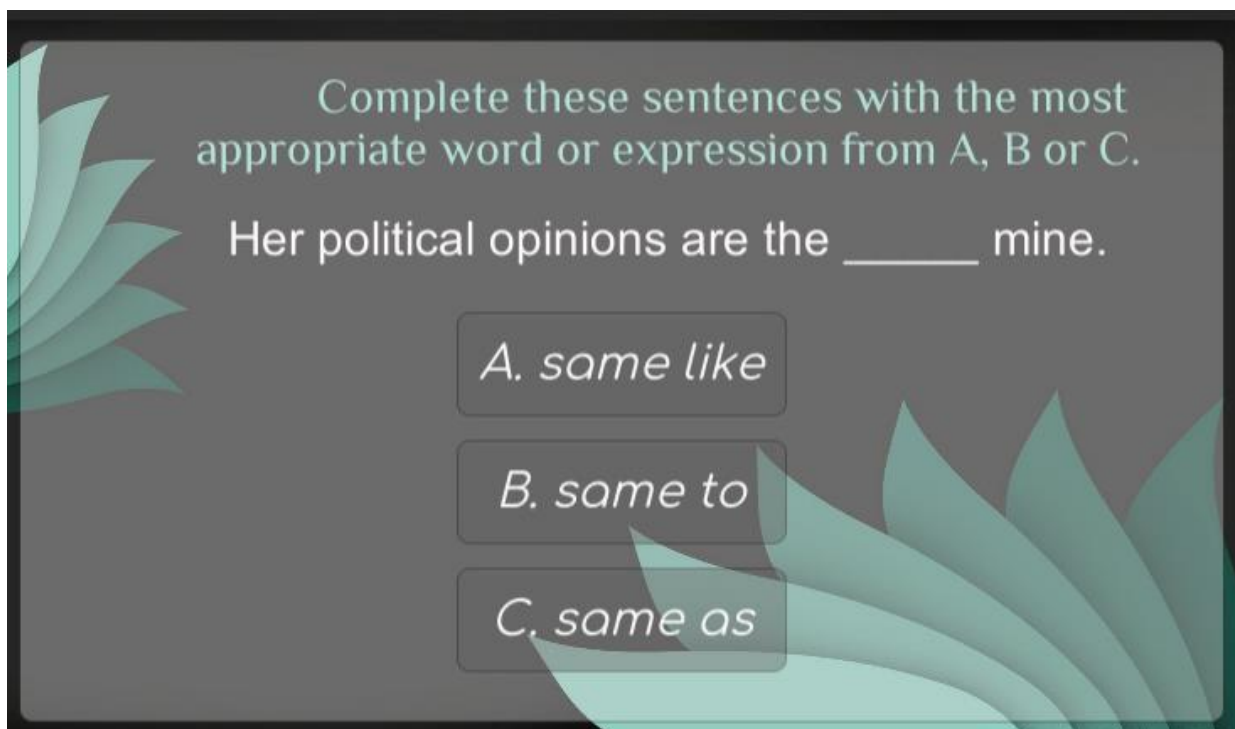 Complete these sentences with the most
appropriate word or expression from A, B or C.
Her political opinions are the ______ mine.
A. same like
B. same to
C. same as